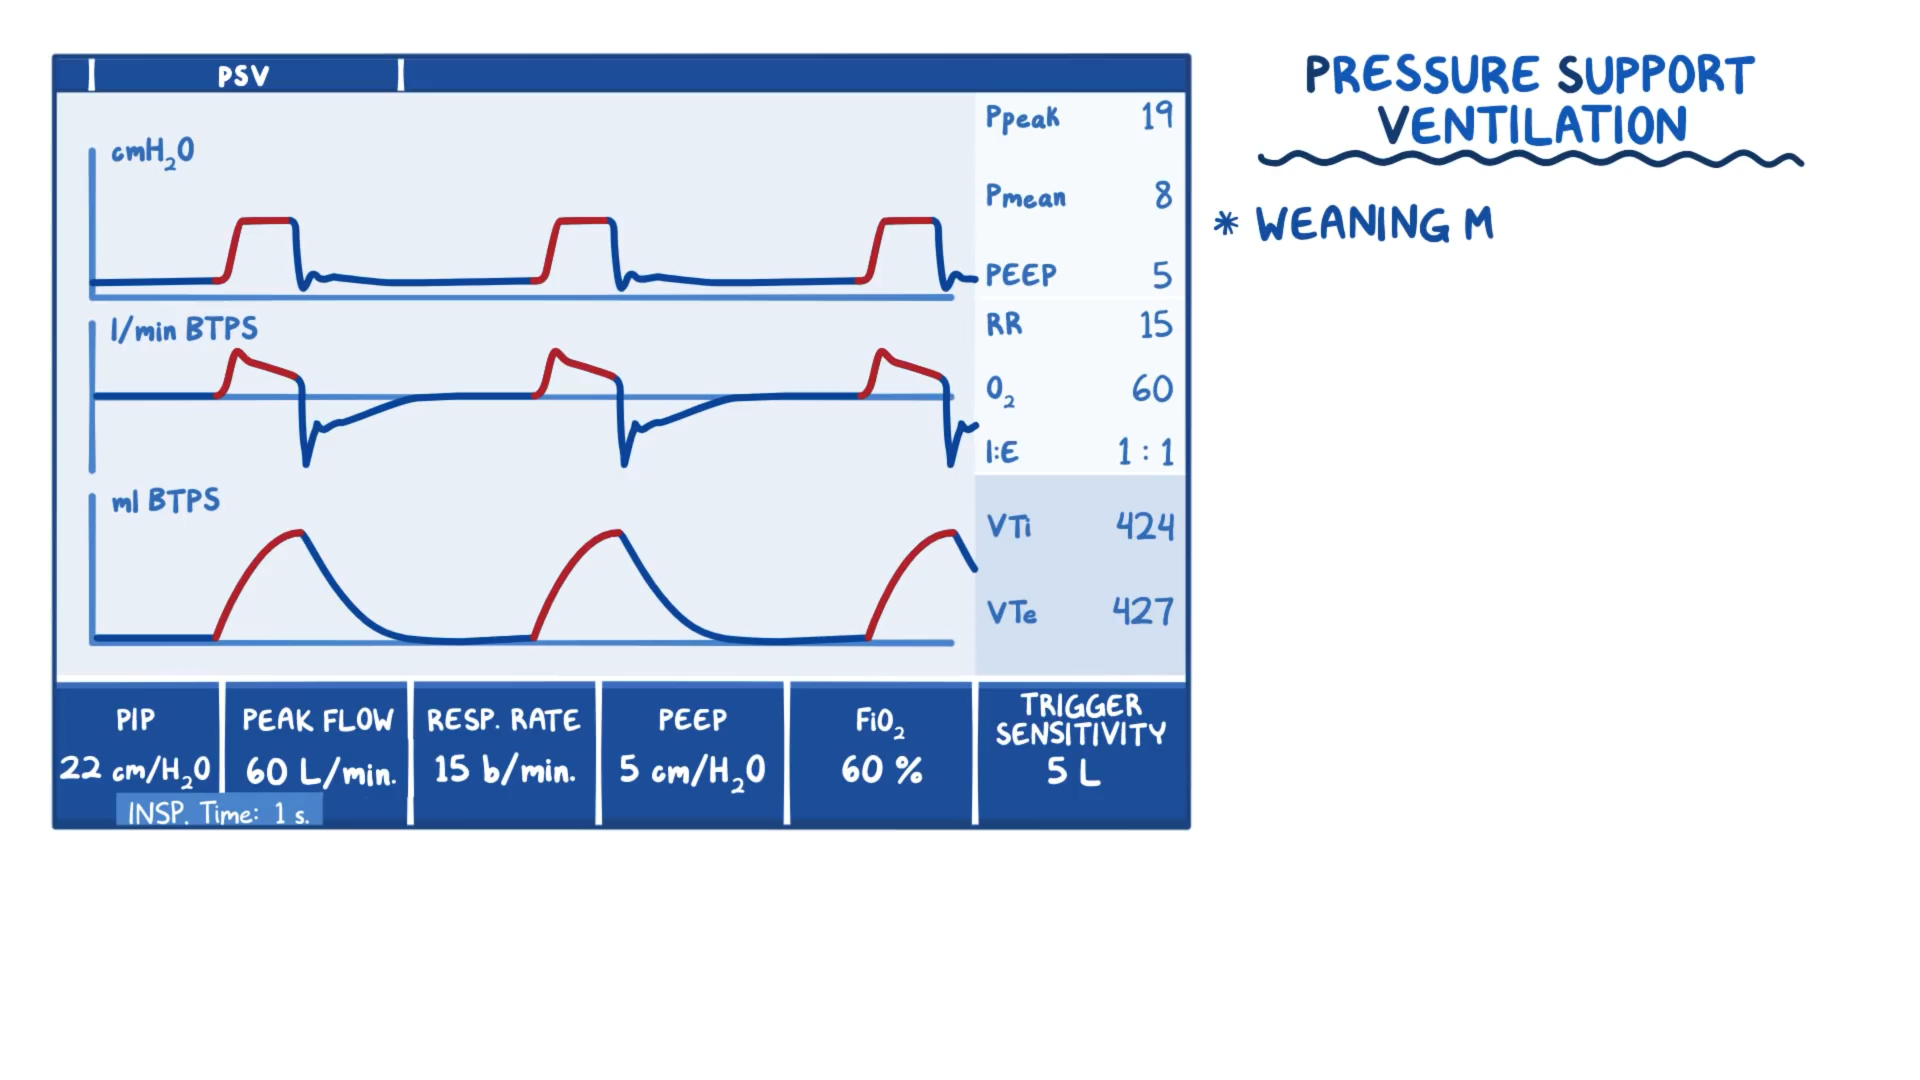 PSV
cmH₂O
l/min BTPS
ml BTPS
Ppeak 19
Pmean 8
PEEP 5
RR 15
O₂ 60
I:E 1 : 1
VTi 424
VTe 427
PIP
22 cm/H₂O
INSP. Time: 1 s.
PEAK FLOW
60 L/min.
RESP. RATE
15 b/min.
PEEP
5 cm/H₂O
FiO₂
60 %
TRIGGER
SENSITIVITY
5 L
PRESSURE SUPPORT
VENTILATION
* WEANING M